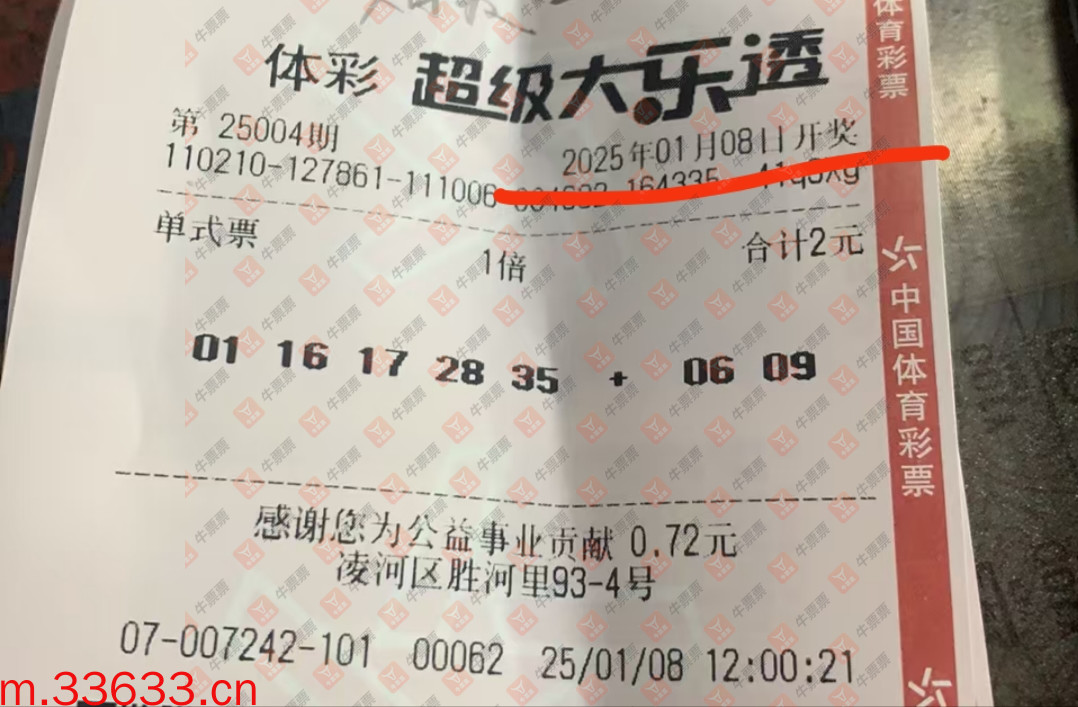 体彩 超级大乐透
第 25004期
2025年01月08日开奖
110210-127861-111006
单式票
1倍
合计2元
01 16 17 28 35 + 06 09
感谢您为公益事业贡献 0.72元
凌河区胜河里93-4号
07-007242-101 00062 25/01/08 12:00:21
体育彩票
中国体育彩票
牛票票
m.33633.cn